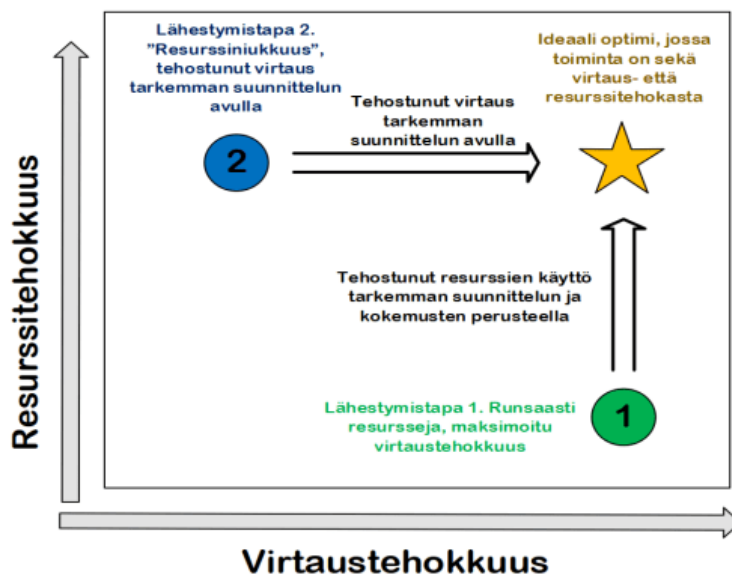 Lähestymistapa 2.
”Resurssiniukkuus”,
tehostunut virtaus
tarkemman suunnittelun
avulla
Ideaali optimi, jossa
toiminta on sekä
virtaus- että
resurssitehokasta
Tehostunut virtaus
tarkemman
suunnittelun avulla
2
Tehostunut resurssien käyttö
tarkemman suunnittelun ja
kokemusten perusteella
Lähestymistapa 1. Runsaasti
resursseja, maksimoitu
virtaustehokkuus
1
Resurssitehokkuus
Virtaustehokkuus